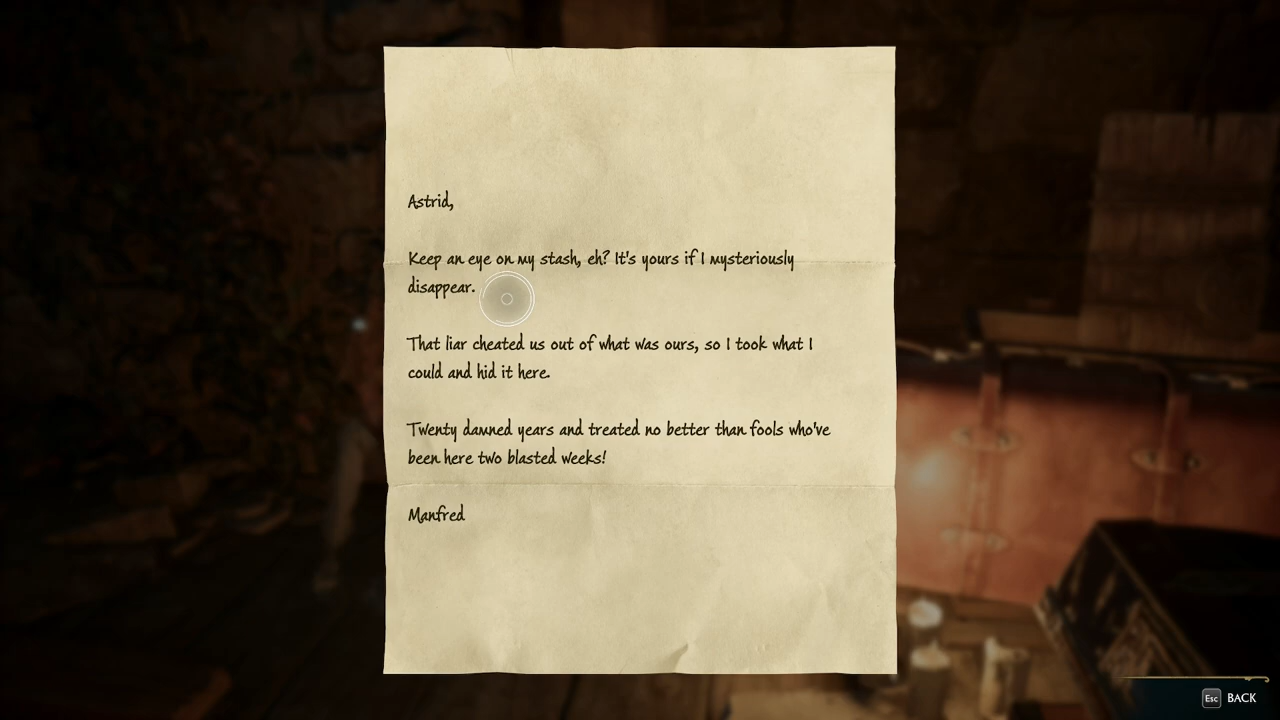 Astrid,
Keep an eye on my stash, eh? It's yours if I mysteriously
disappear.
That liar cheated us out of what was ours, so I took what I
could and hid it here.
Twenty damned years and treated no better than fools who've
been here two blasted weeks!
Manfred
Esc BACK